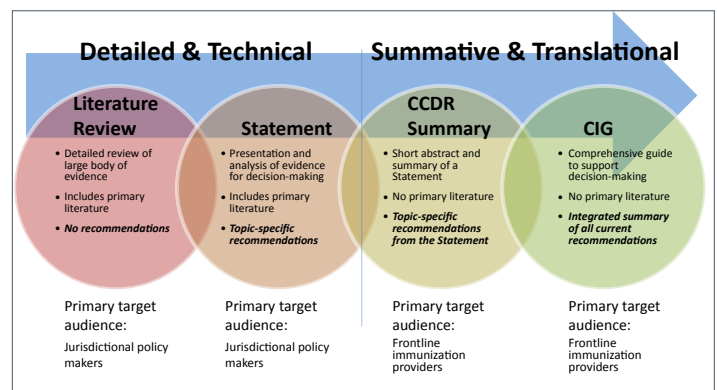 Detailed & Technical
Summative & Translational
Literature
Review
• Detailed review of
large body of
evidence
• Includes primary
literature
• No recommendations
Statement
• Presentation and
analysis of evidence
for decision-making
• Includes primary
literature
• Topic-specific
recommendations
CCDR
Summary
• Short abstract and
summary of a
Statement
• No primary literature
• Topic-specific
recommendations
from the Statement
CIG
• Comprehensive guide
to support
decision-making
• No primary literature
• Integrated summary
of all current
recommendations
Primary target
audience:
Jurisdictional policy
makers
Primary target
audience:
Jurisdictional policy
makers
Primary target
audience:
Frontline
immunization
providers
Primary target
audience:
Frontline
immunization
providers